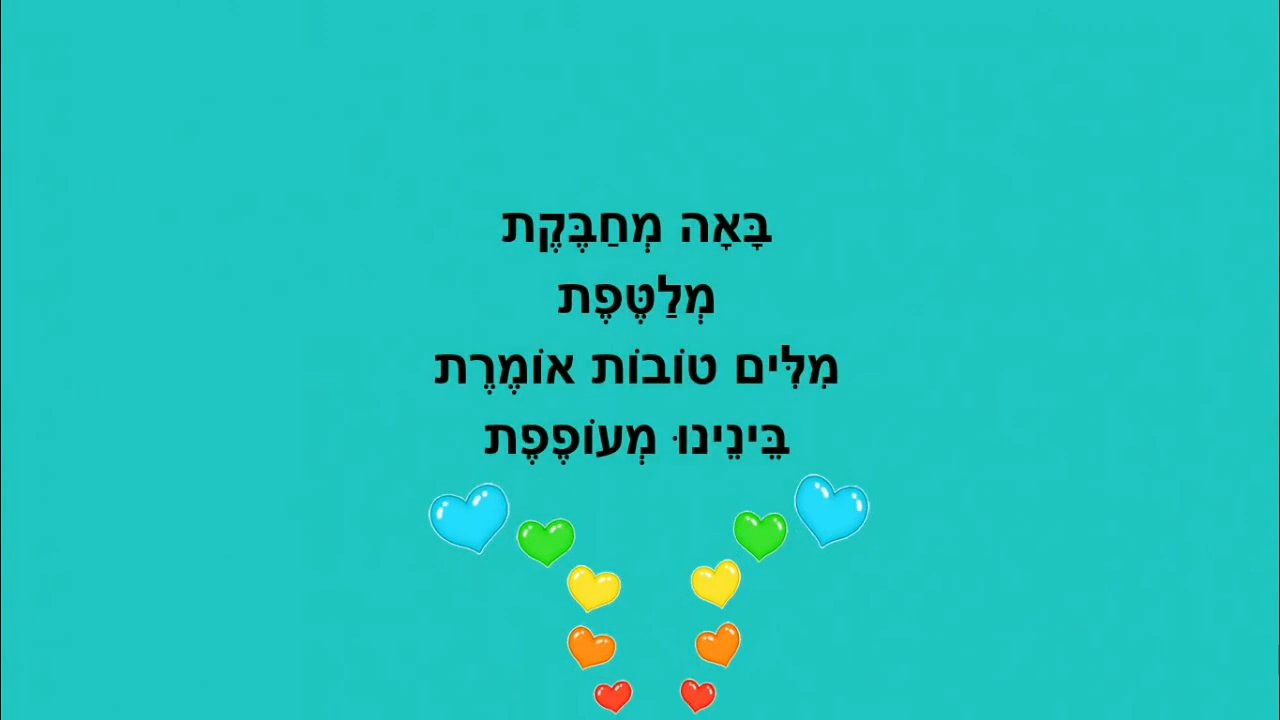 בָּאָה מְחַבֶּקֶת
מְלַטֶּפֶת
מִלִּים טוֹבוֹת אוֹמֶרֶת
בֵּינֵינוּ מְעוֹפֶפֶת